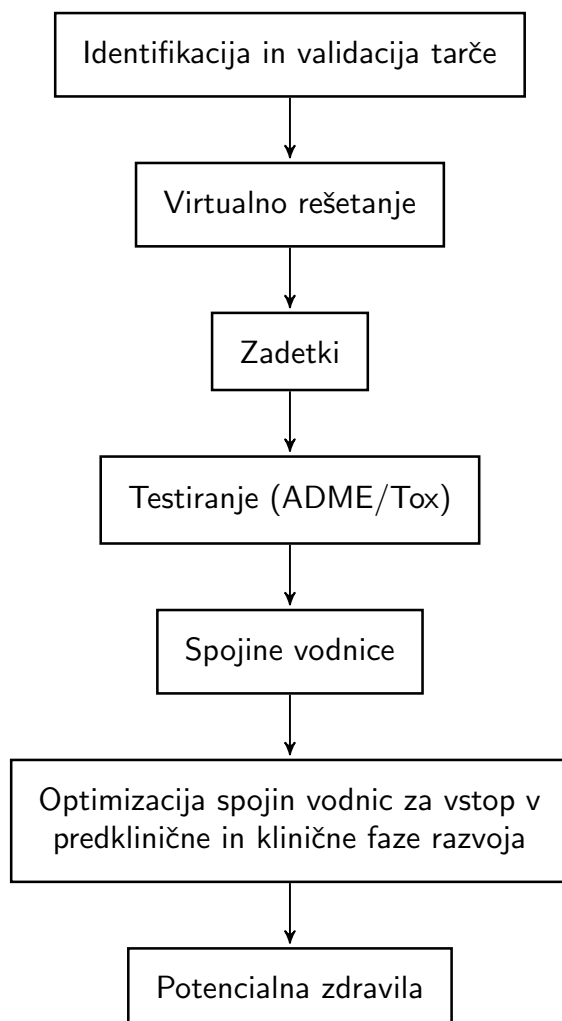 Identifikacija in validacija tarče
Virtualno rešetanje
Zadetki
Testiranje (ADME/Tox)
Spojine vodnice
Optimizacija spojin vodnic za vstop v
predklinične in klinične faze razvoja
Potencialna zdravila